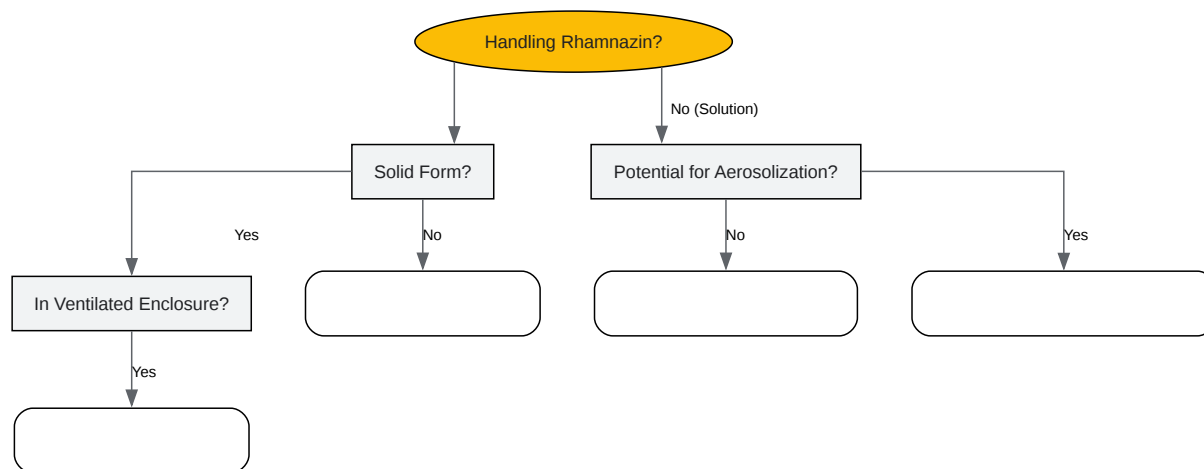 Handling Rhamnazin?
No (Solution)
Solid Form?
Potential for Aerosolization?
Yes
No
No
Yes
In Ventilated Enclosure?
Yes